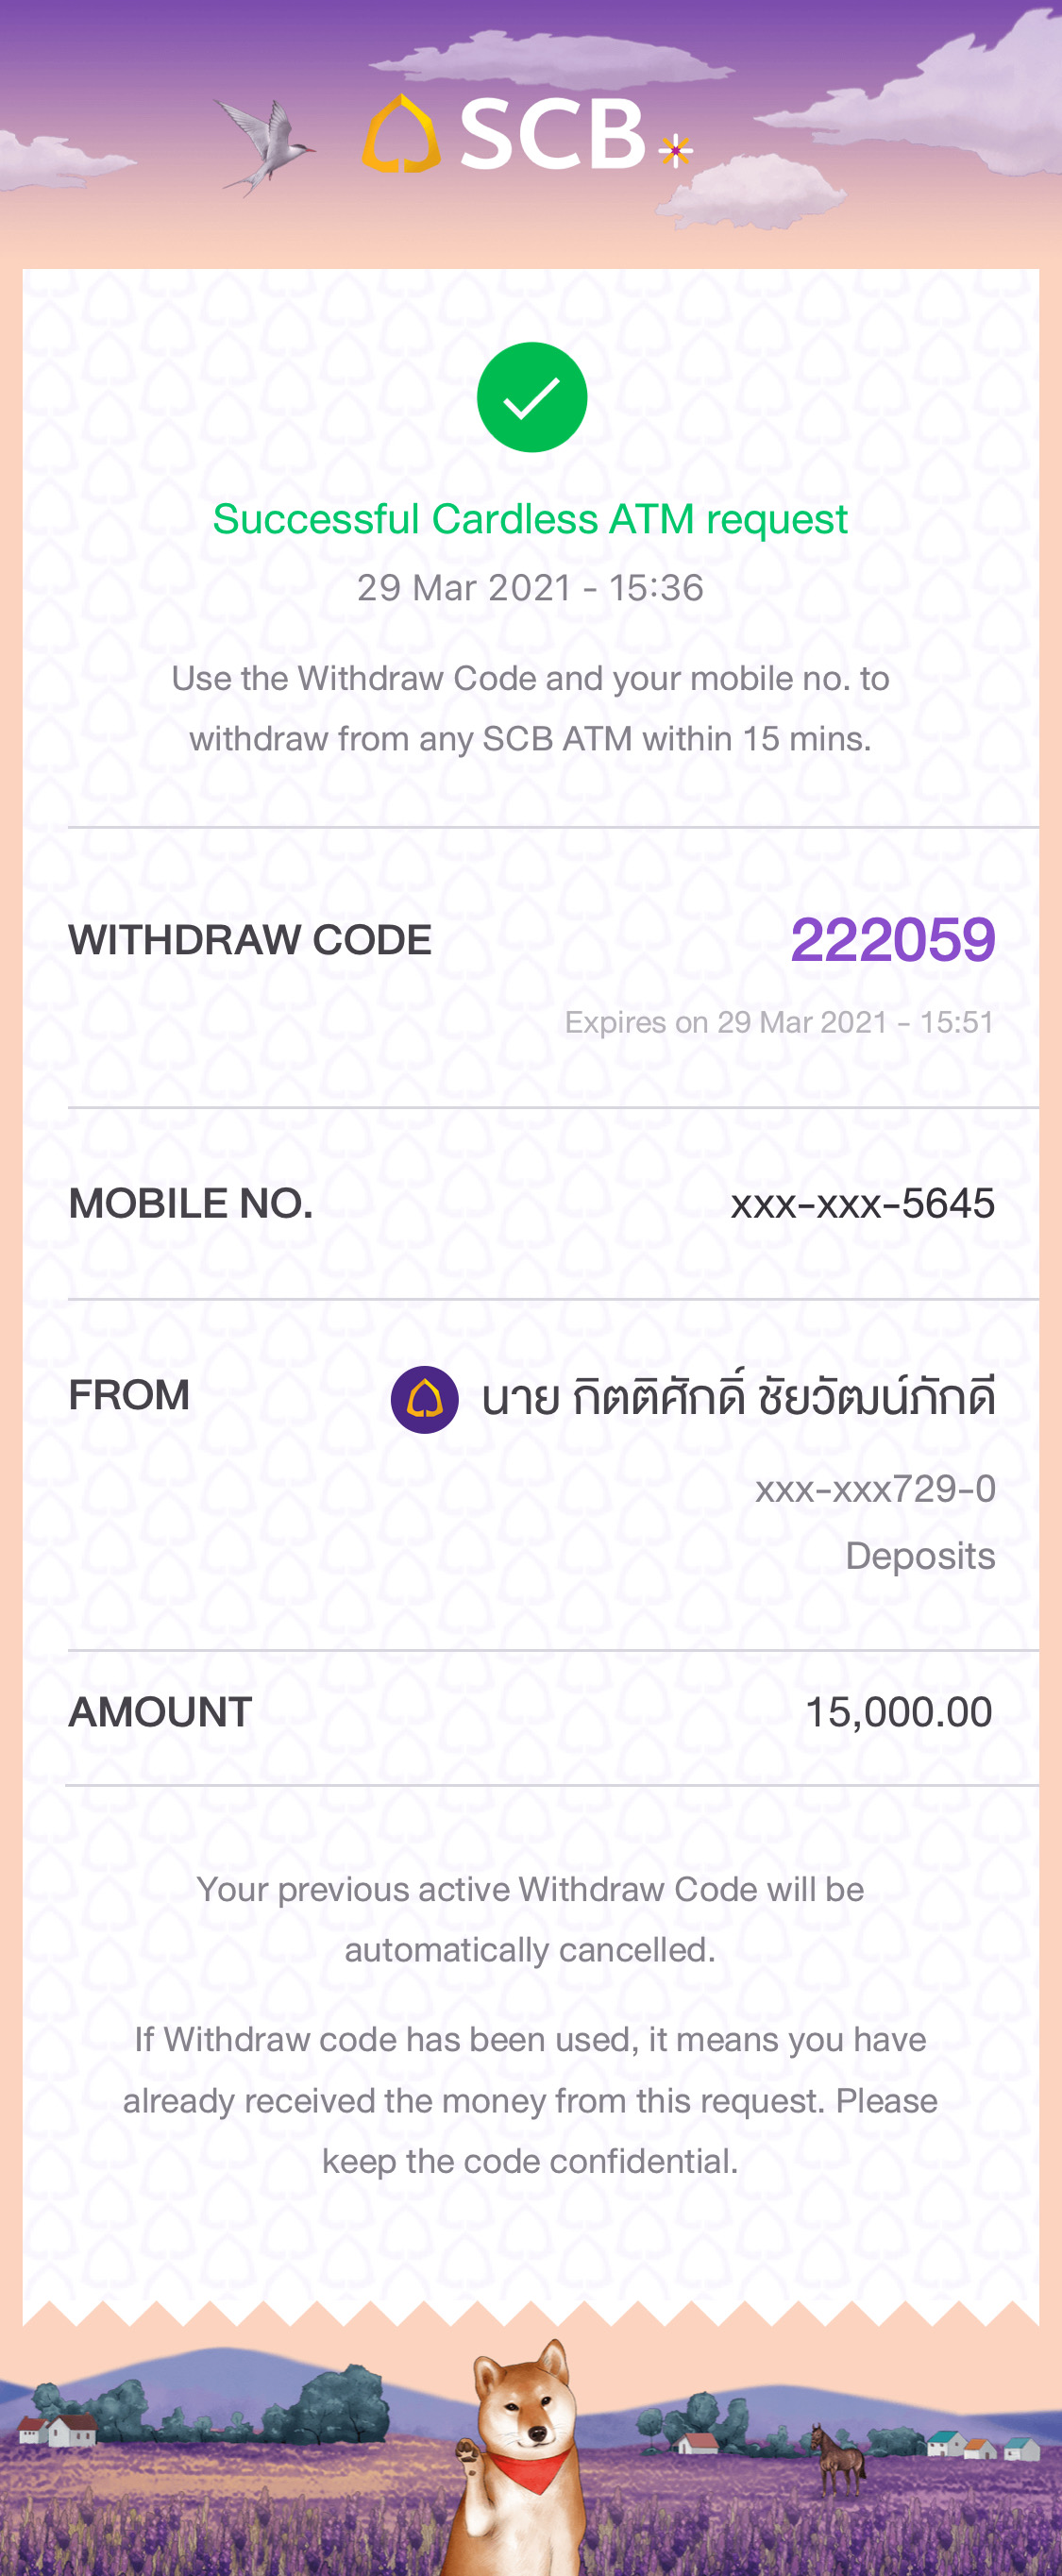 SCB
Successful Cardless ATM request
29 Mar 2021 - 15:36
Use the Withdraw Code and your mobile no. to
withdraw from any SCB ATM within 15 mins.
WITHDRAW CODE 222059
Expires on 29 Mar 2021 - 15:51
MOBILE NO. xxx-xxx-5645
FROM นาย กิตติศักดิ์ ชัยวัฒน์ภักดี
xxx-xxx729-0
Deposits
AMOUNT 15,000.00
Your previous active Withdraw Code will be
automatically cancelled.
If Withdraw code has been used, it means you have
already received the money from this request. Please
keep the code confidential.